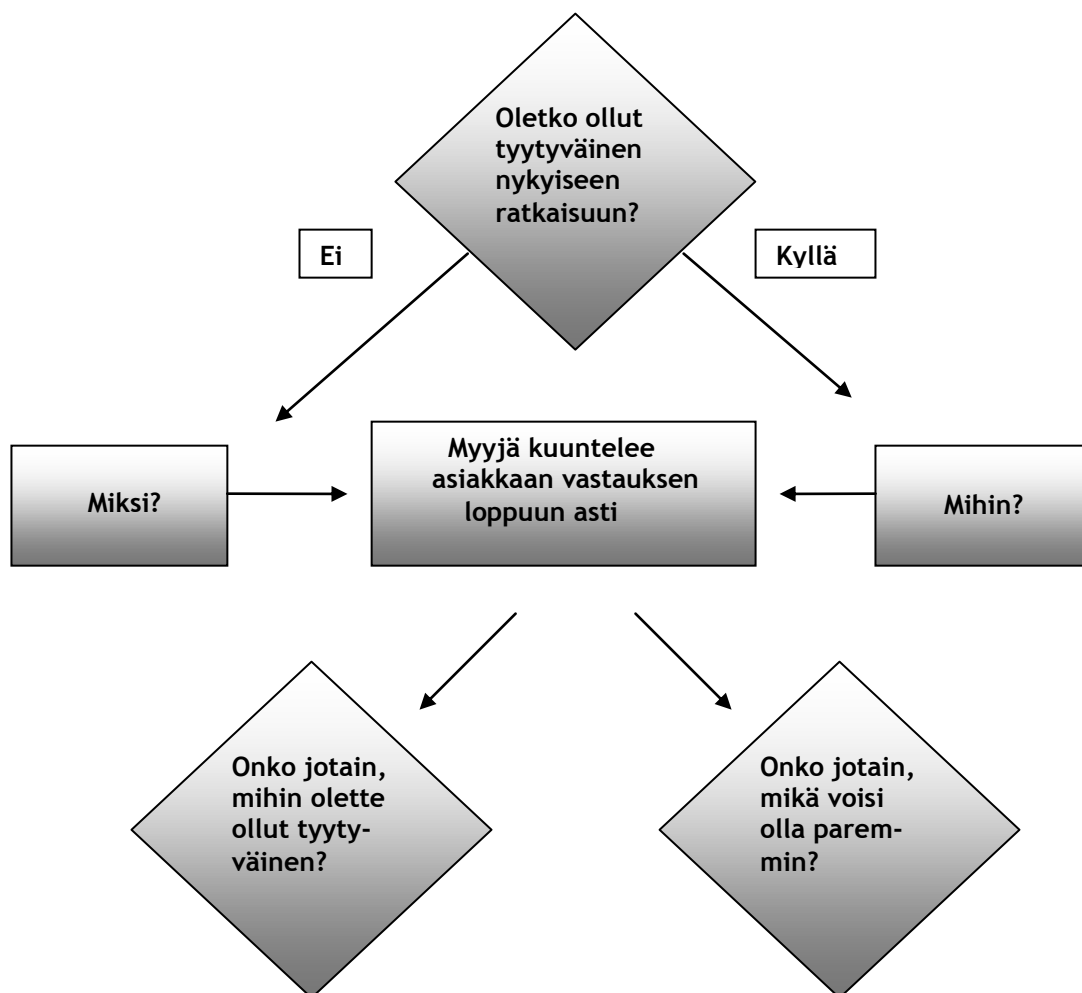 Oletko ollut
tyytyväinen
nykyiseen
ratkaisuun?
Ei
Kyllä
Miksi?
Myyjä kuuntelee
asiakkaan vastauksen
loppuun asti
Mihin?
Onko jotain,
mihin olette
ollut tyyty-
väinen?
Onko jotain,
mikä voisi
olla parem-
min?